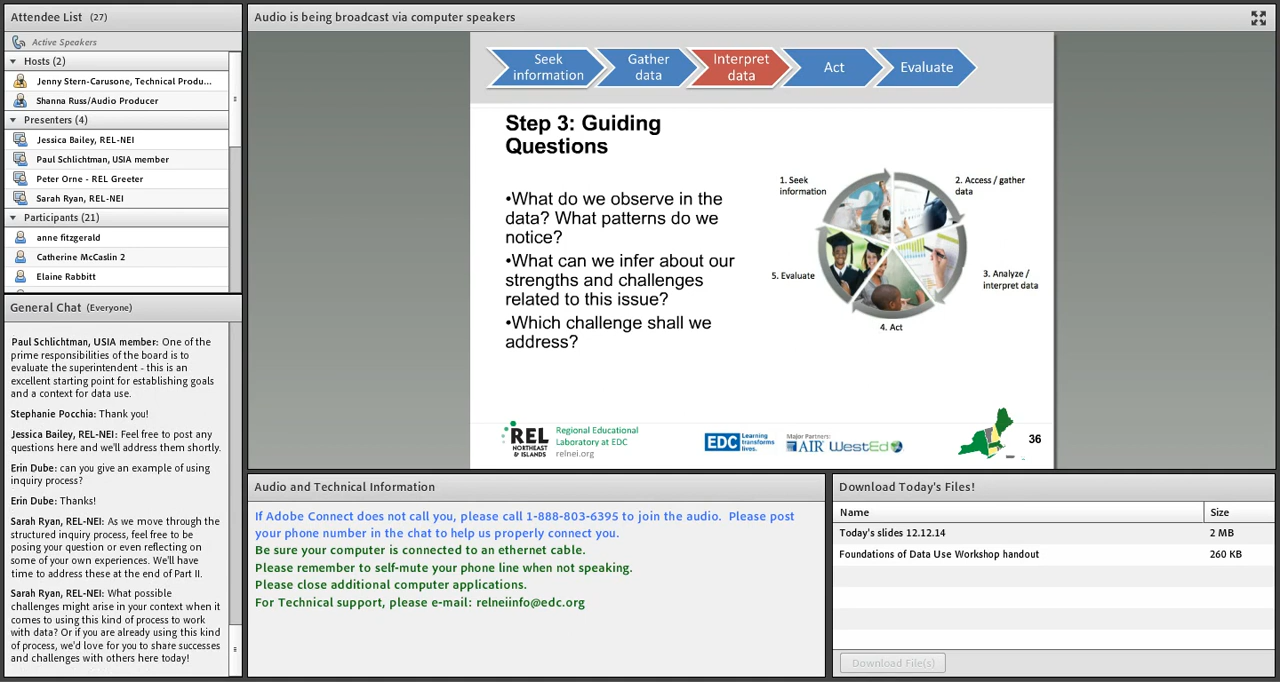 Attendee List (27)
Active Speakers
Hosts (2)
Jenny Stern-Carusone, Technical Produ...
Shanna Russ/Audio Producer
Presenters (4)
Jessica Bailey, REL-NEI
Paul Schlichtman, USIA member
Peter Orne - REL Greeter
Sarah Ryan, REL-NEI
Participants (21)
anne fitzgerald
Catherine McCaslin 2
Elaine Rabbitt
General Chat (Everyone)
Paul Schlichtman, USIA member: One of the
prime responsibilities of the board is to
evaluate the superintendent - this is an
excellent starting point for establishing goals
and a context for data use.
Stephanie Pocchia: Thank you!
Jessica Bailey, REL-NEI: Feel free to post any
questions here and we'll address them shortly.
Erin Dube: can you give an example of using
inquiry process?
Erin Dube: Thanks!
Sarah Ryan, REL-NEI: As we move through the
structured inquiry process, feel free to be
posing your question or even reflecting on
some of your own experiences. We'll have
time to address these at the end of Part II.
Sarah Ryan, REL-NEI: What possible
challenges might arise in your context when it
comes to using this kind of process to work
with data? Or if you are already using this kind
of process, we'd love for you to share successes
and challenges with others here today!
Audio is being broadcast via computer speakers
Seek
information
Gather
data
Interpret
data
Act
Evaluate
Step 3: Guiding
Questions
•What do we observe in the
data? What patterns do we
notice?
•What can we infer about our
strengths and challenges
related to this issue?
•Which challenge shall we
address?
1. Seek
information
2. Access / gather
data
3. Analyze /
interpret data
4. Act
5. Evaluate
REL
NORTHEAST
& ISLANDS
Regional Educational
Laboratory at EDC
relnei.org
EDC Learning
transforms
lives.
Major Partners:
AIR WestEd
36
Audio and Technical Information
If Adobe Connect does not call you, please call 1-888-803-6395 to join the audio. Please post
your phone number in the chat to help us properly connect you.
Be sure your computer is connected to an ethernet cable.
Please remember to self-mute your phone line when not speaking.
Please close additional computer applications.
For Technical support, please e-mail: relneiinfo@edc.org
Download Today's Files!
Name Size
Today's slides 12.12.14 2 MB
Foundations of Data Use Workshop handout 260 KB
Download File(s)